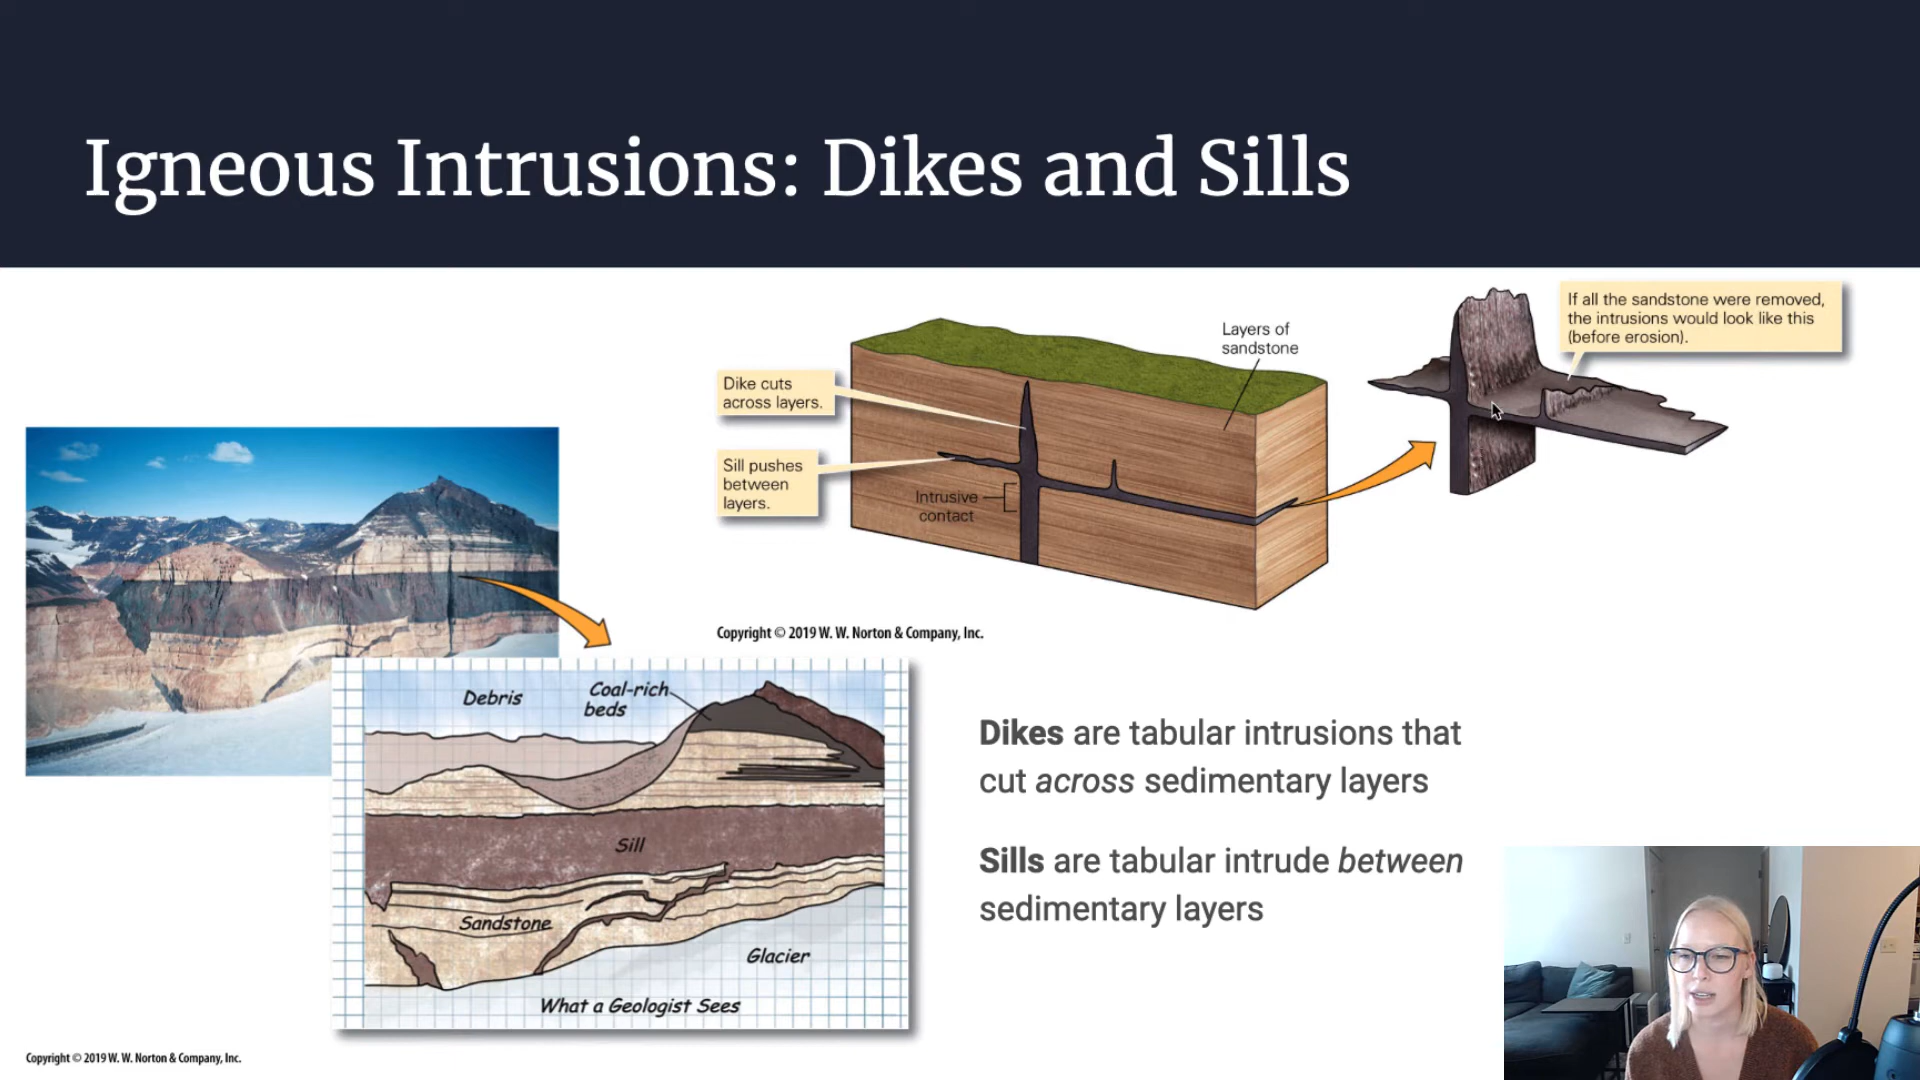 Igneous Intrusions: Dikes and Sills
If all the sandstone were removed,
the intrusions would look like this
(before erosion).
Layers of
sandstone
Dike cuts
across layers.
Sill pushes
between
layers.
Intrusive
contact
Copyright © 2019 W. W. Norton & Company, Inc.
Debris
Coal-rich
beds
Sill
Sandstone
Glacier
What a Geologist Sees
Dikes are tabular intrusions that
cut across sedimentary layers
Sills are tabular intrude between
sedimentary layers
Copyright © 2019 W. W. Norton & Company, Inc.